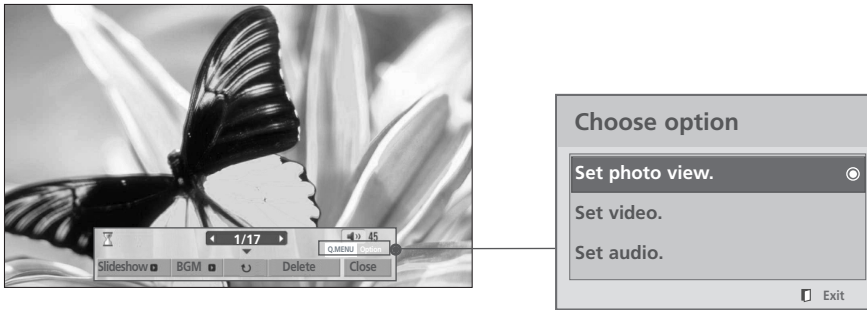 1/17
45
Q.MENU Option
Slideshow BGM Delete Close
Choose option
Set photo view.
Set video.
Set audio.
Exit